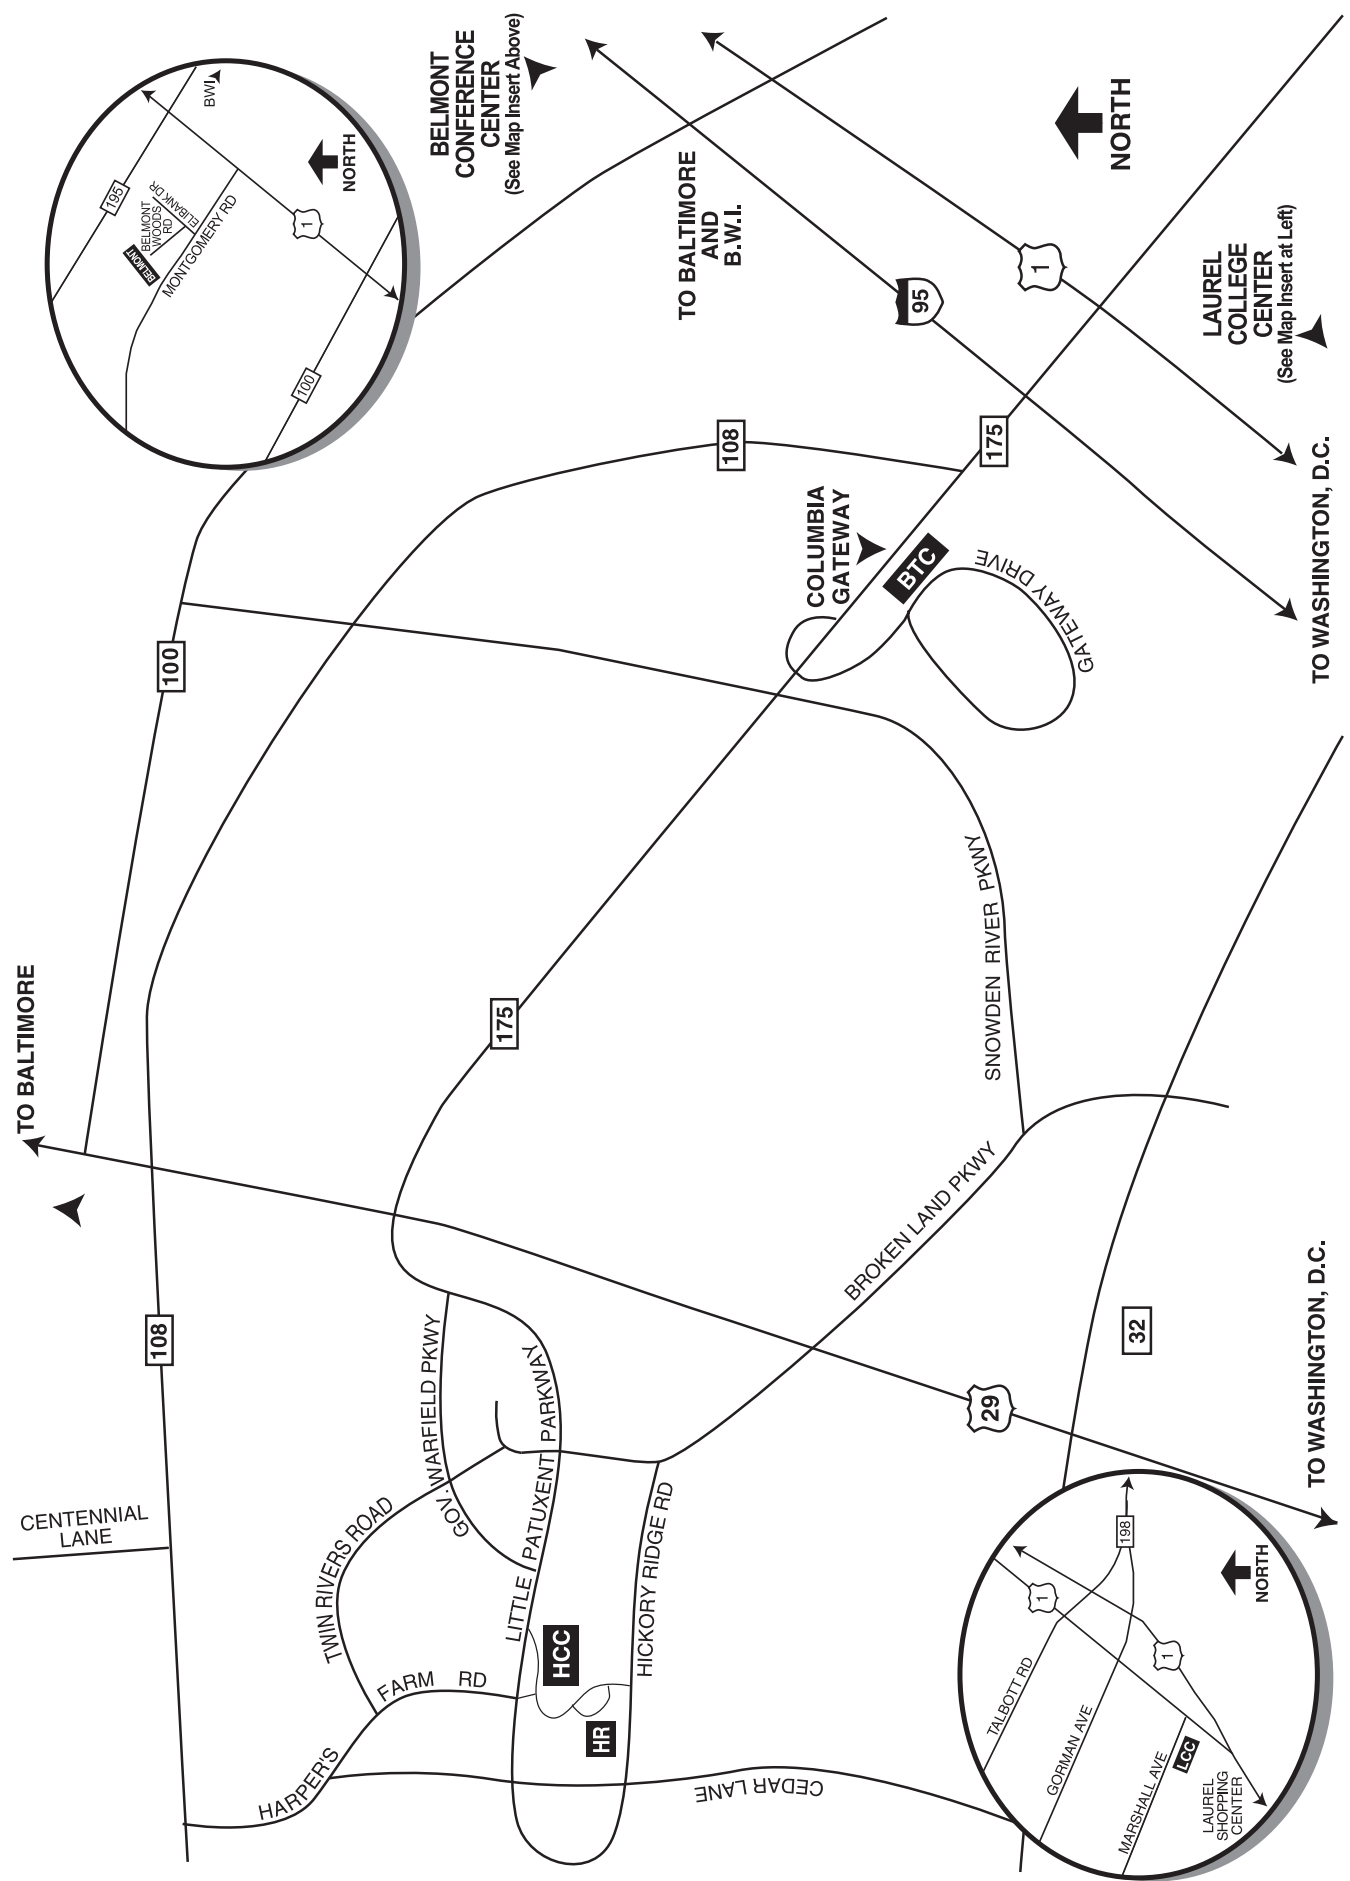 CENTENNIAL
LANE
108
TO BALTIMORE
100
195
BWI
BELMONT
BELMONT
WOODS
RD
ELIBANK DR
MONTGOMERY RD
1
100
NORTH
BELMONT
CONFERENCE
CENTER
(See Map Insert Above)
HARPER'S
FARM RD
TWIN RIVERS ROAD
GOV. WARFIELD PKWY
LITTLE PATUXENT PARKWAY
HCC
HR
HICKORY RIDGE RD
CEDAR LANE
175
108
TO BALTIMORE
AND
B.W.I.
COLUMBIA
GATEWAY
BTC
GATEWAY DRIVE
95
175
1
NORTH
BROKEN LAND PKWY
SNOWDEN RIVER PKWY
29
32
TALBOTT RD
GORMAN AVE
MARSHALL AVE
LCC
LAUREL
SHOPPING
CENTER
1
1
198
NORTH
TO WASHINGTON, D.C.
TO WASHINGTON, D.C.
LAUREL
COLLEGE
CENTER
(See Map Insert at Left)